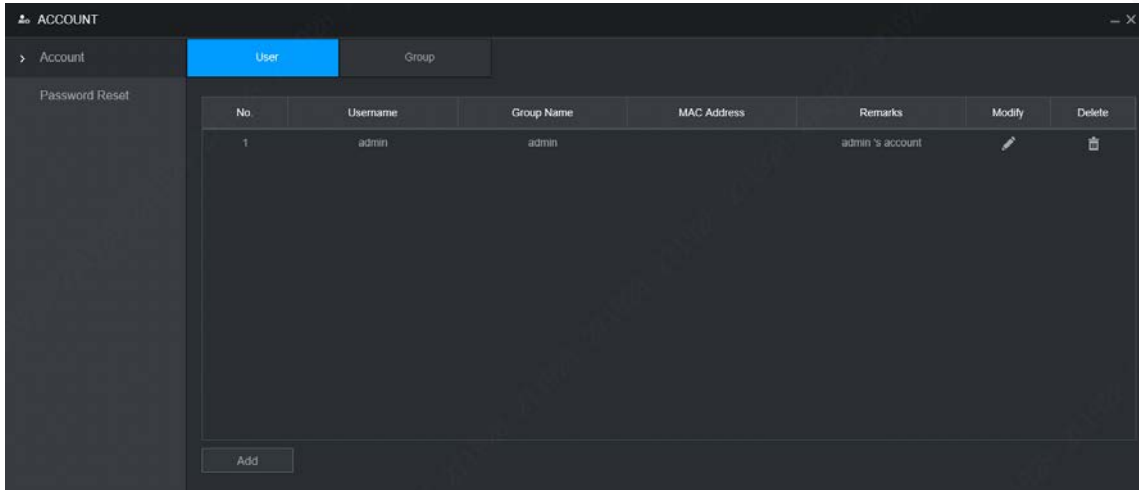 ACCOUNT
Account
User
Group
Password Reset
No. Username Group Name MAC Address Remarks Modify Delete
1 admin admin admin 's account
Add